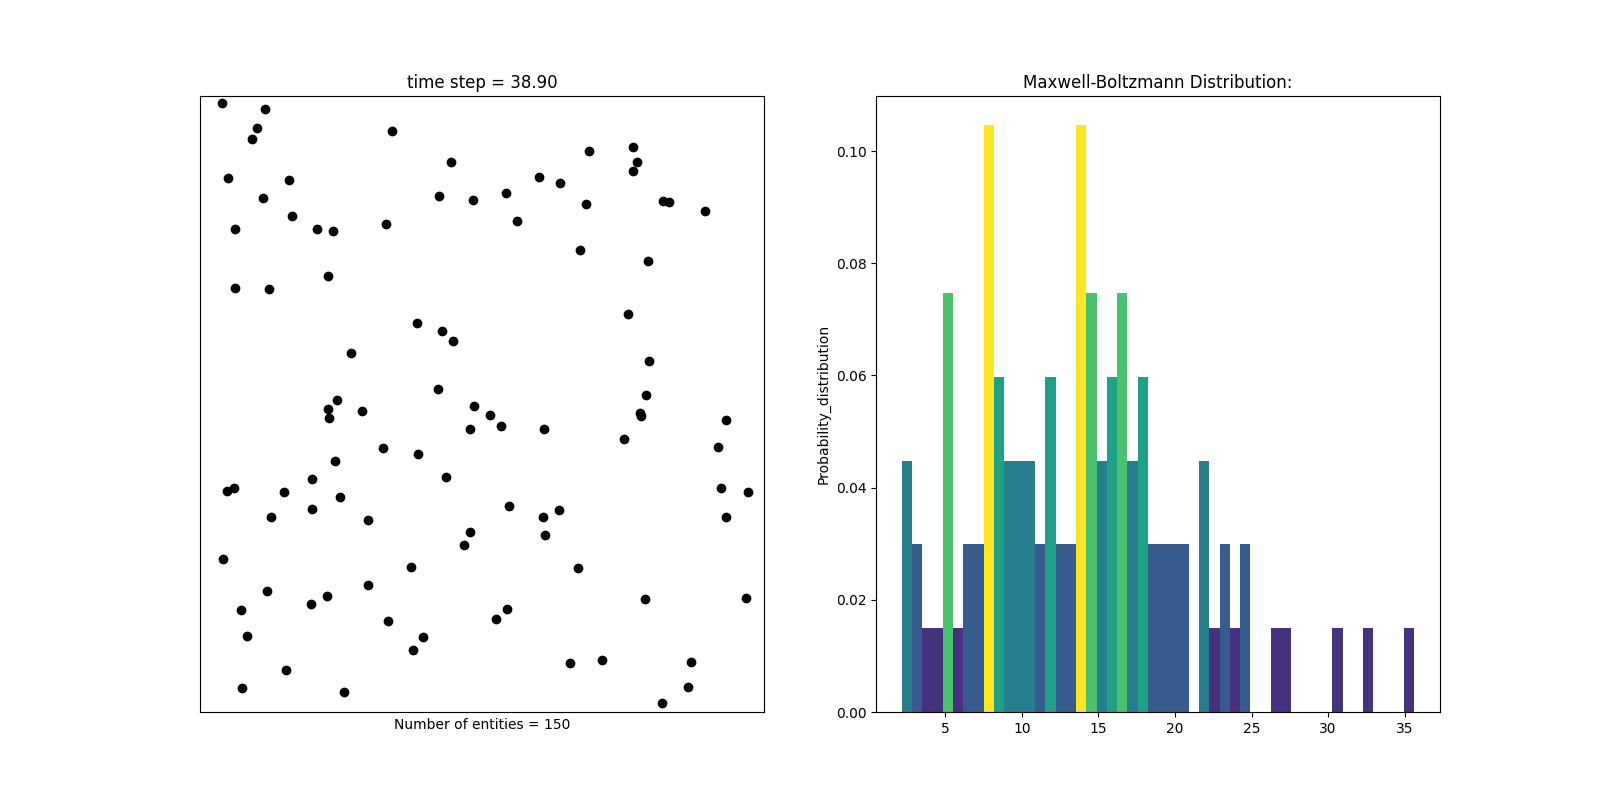 time step = 38.90
Number of entities = 150
Maxwell-Boltzmann Distribution:
Probability_distribution
0.10
0.08
0.06
0.04
0.02
0.00
5 10 15 20 25 30 35